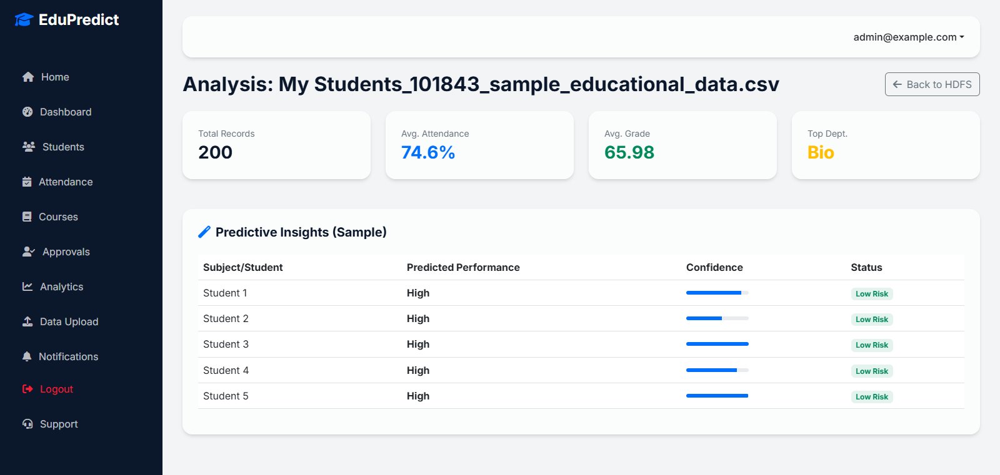 EduPredict
Home
Dashboard
Students
Attendance
Courses
Approvals
Analytics
Data Upload
Notifications
Logout
Support
admin@example.com
Analysis: My Students_101843_sample_educational_data.csv
Back to HDFS
Total Records
200
Avg. Attendance
74.6%
Avg. Grade
65.98
Top Dept.
Bio
Predictive Insights (Sample)
Subject/Student Predicted Performance Confidence Status
Student 1 High Low Risk
Student 2 High Low Risk
Student 3 High Low Risk
Student 4 High Low Risk
Student 5 High Low Risk